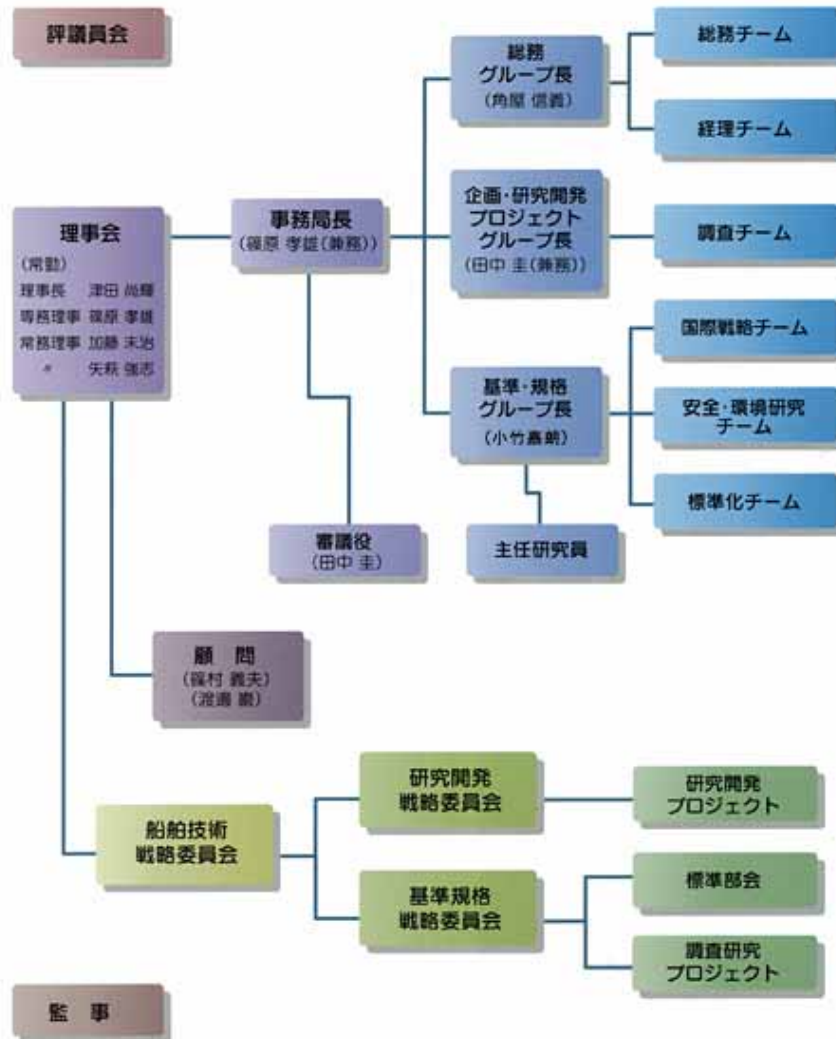 評議員会
理事会
(常勤)
理事長 津田 尚輝
専務理事 篠原 孝雄
常務理事 加藤 末治
〃 矢萩 強志
事務局長
(篠原 孝雄(兼務))
総務
グループ長
(角屋 信義)
総務チーム
経理チーム
企画・研究開発
プロジェクト
グループ長
(田中 圭(兼務))
調査チーム
基準・規格
グループ長
(小竹嘉朗)
国際戦略チーム
安全・環境研究
チーム
標準化チーム
審議役
(田中 圭)
主任研究員
顧 問
(篠村 義夫)
(渡邉 巖)
船舶技術
戦略委員会
研究開発
戦略委員会
研究開発
プロジェクト
基準規格
戦略委員会
標準部会
調査研究
プロジェクト
監 事